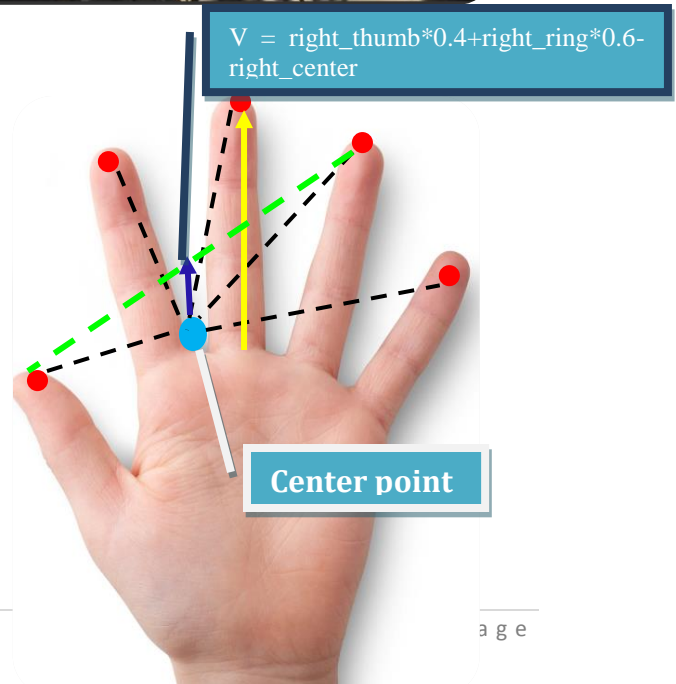 V = right_thumb*0.4+right_ring*0.6-
right_center
Center point
a g e